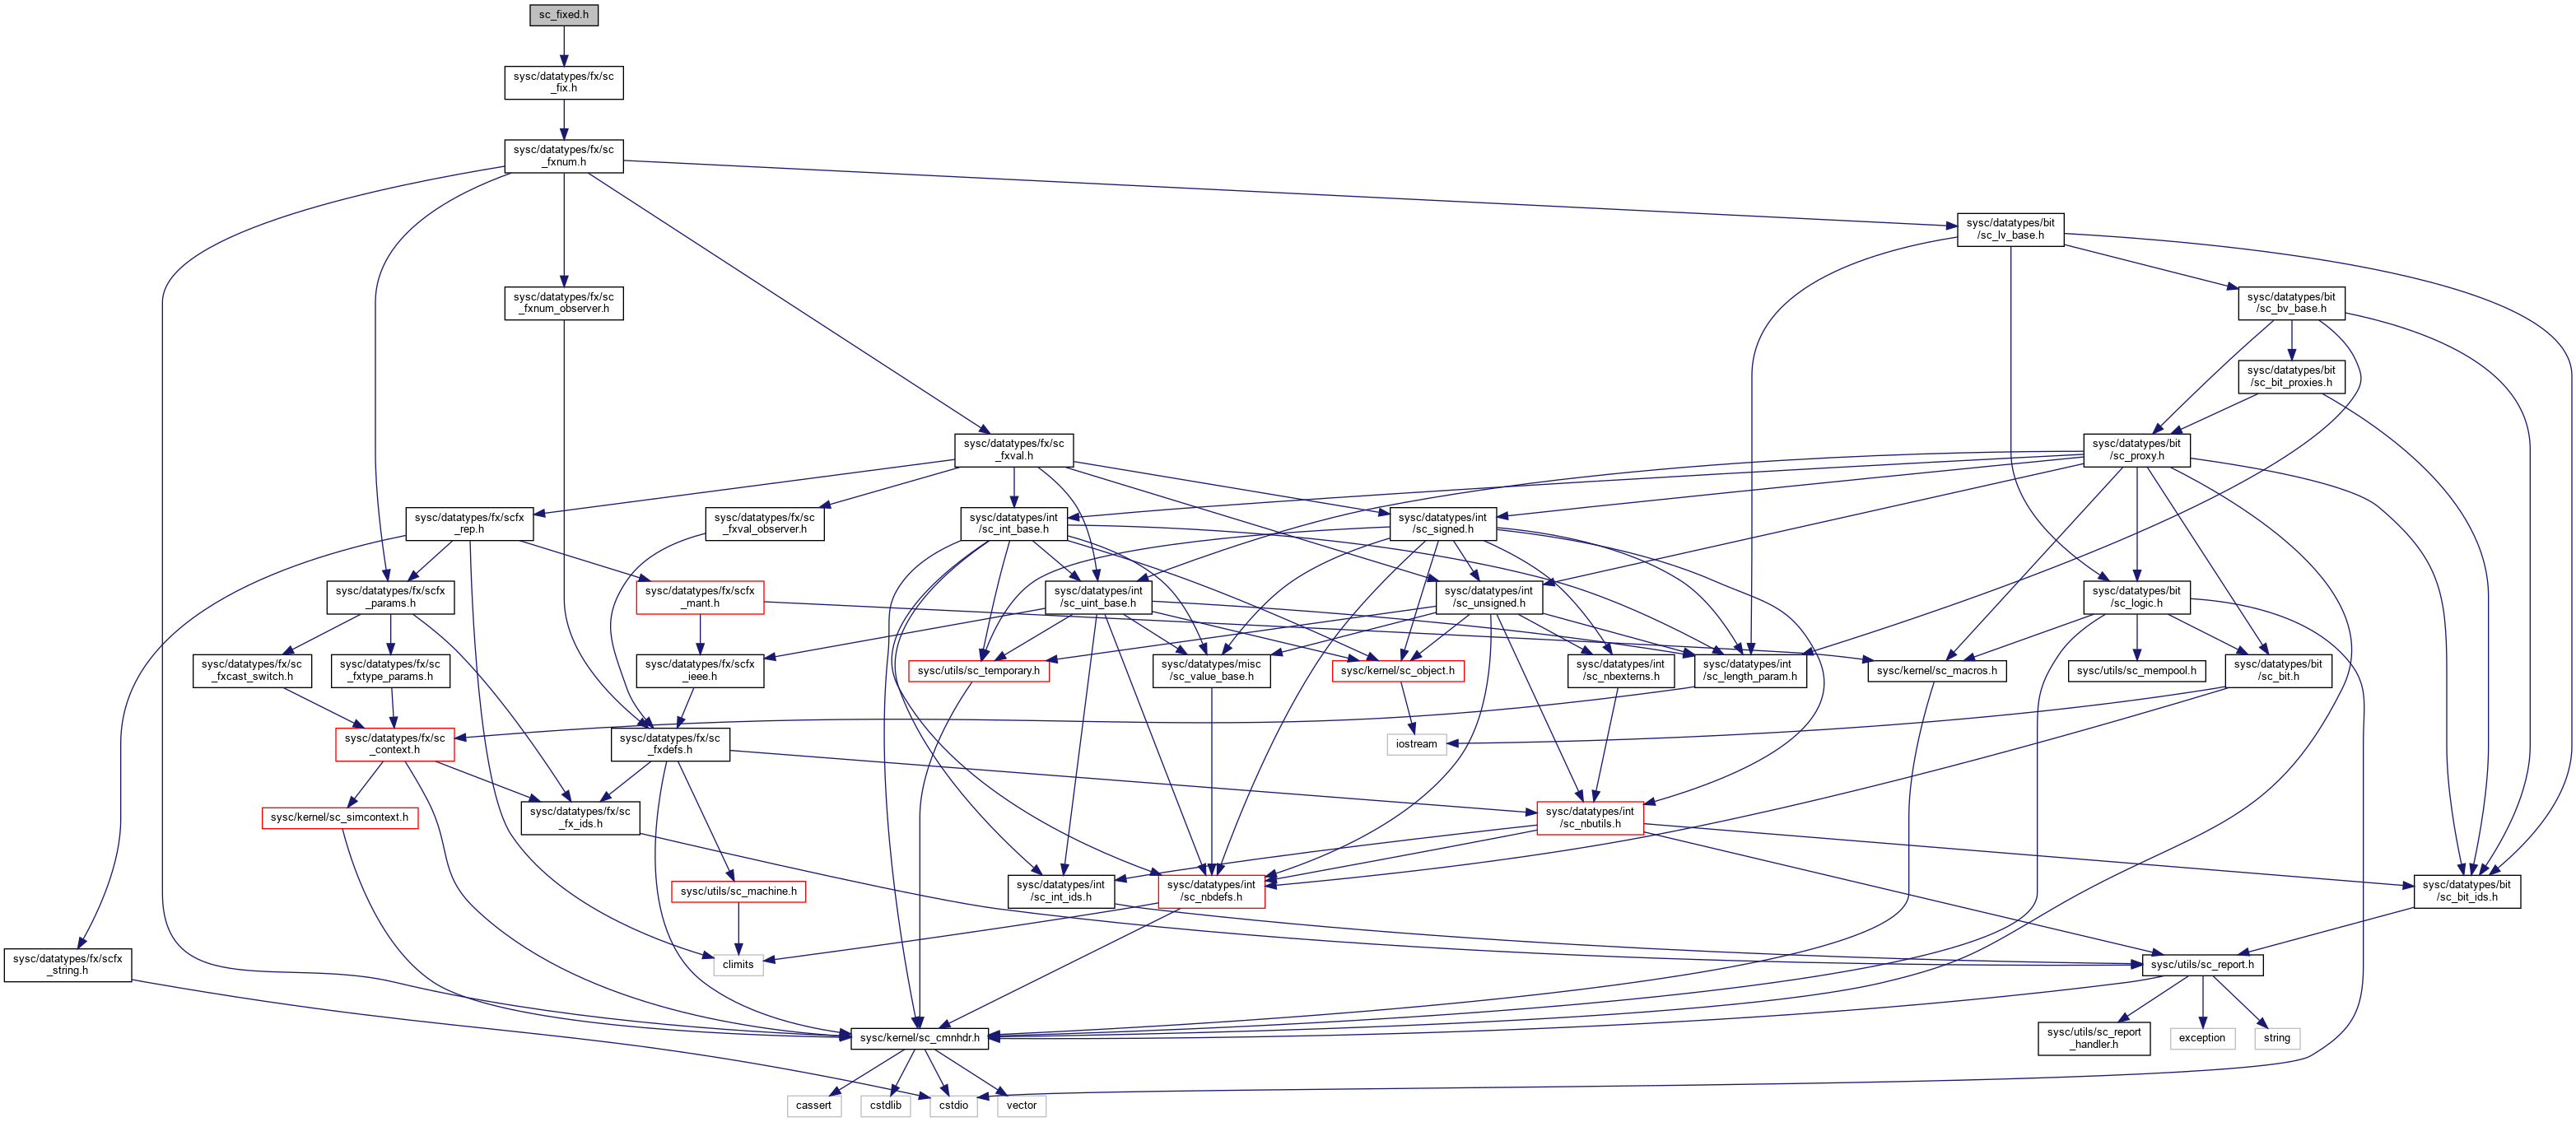 sc_fixed.h
sysc/datatypes/fx/sc
_fix.h
sysc/datatypes/fx/sc
_fxnum.h
sysc/datatypes/bit
/sc_lv_base.h
sysc/datatypes/fx/sc
_fxnum_observer.h
sysc/datatypes/bit
/sc_bv_base.h
sysc/datatypes/bit
/sc_bit_proxies.h
sysc/datatypes/fx/sc
_fxval.h
sysc/datatypes/bit
/sc_proxy.h
sysc/datatypes/fx/scfx
_rep.h
sysc/datatypes/fx/sc
_fxval_observer.h
sysc/datatypes/int
/sc_int_base.h
sysc/datatypes/int
/sc_signed.h
sysc/datatypes/fx/scfx
_params.h
sysc/datatypes/fx/scfx
_mant.h
sysc/datatypes/int
/sc_uint_base.h
sysc/datatypes/int
/sc_unsigned.h
sysc/datatypes/bit
/sc_logic.h
sysc/datatypes/fx/sc
_fxcast_switch.h
sysc/datatypes/fx/sc
_fxtype_params.h
sysc/datatypes/fx/scfx
_ieee.h
sysc/utils/sc_temporary.h
sysc/datatypes/misc
/sc_value_base.h
sysc/kernel/sc_object.h
sysc/datatypes/int
/sc_nbexterns.h
sysc/datatypes/int
/sc_length_param.h
sysc/kernel/sc_macros.h
sysc/utils/sc_mempool.h
sysc/datatypes/bit
/sc_bit.h
sysc/datatypes/fx/sc
_context.h
sysc/datatypes/fx/sc
_fxdefs.h
iostream
sysc/kernel/sc_simcontext.h
sysc/datatypes/fx/sc
_fx_ids.h
sysc/datatypes/int
/sc_nbutils.h
sysc/utils/sc_machine.h
sysc/datatypes/int
/sc_int_ids.h
sysc/datatypes/int
/sc_nbdefs.h
sysc/datatypes/bit
/sc_bit_ids.h
sysc/datatypes/fx/scfx
_string.h
climits
sysc/utils/sc_report.h
sysc/kernel/sc_cmnhdr.h
sysc/utils/sc_report
_handler.h
exception
string
cassert
cstdlib
cstdio
vector